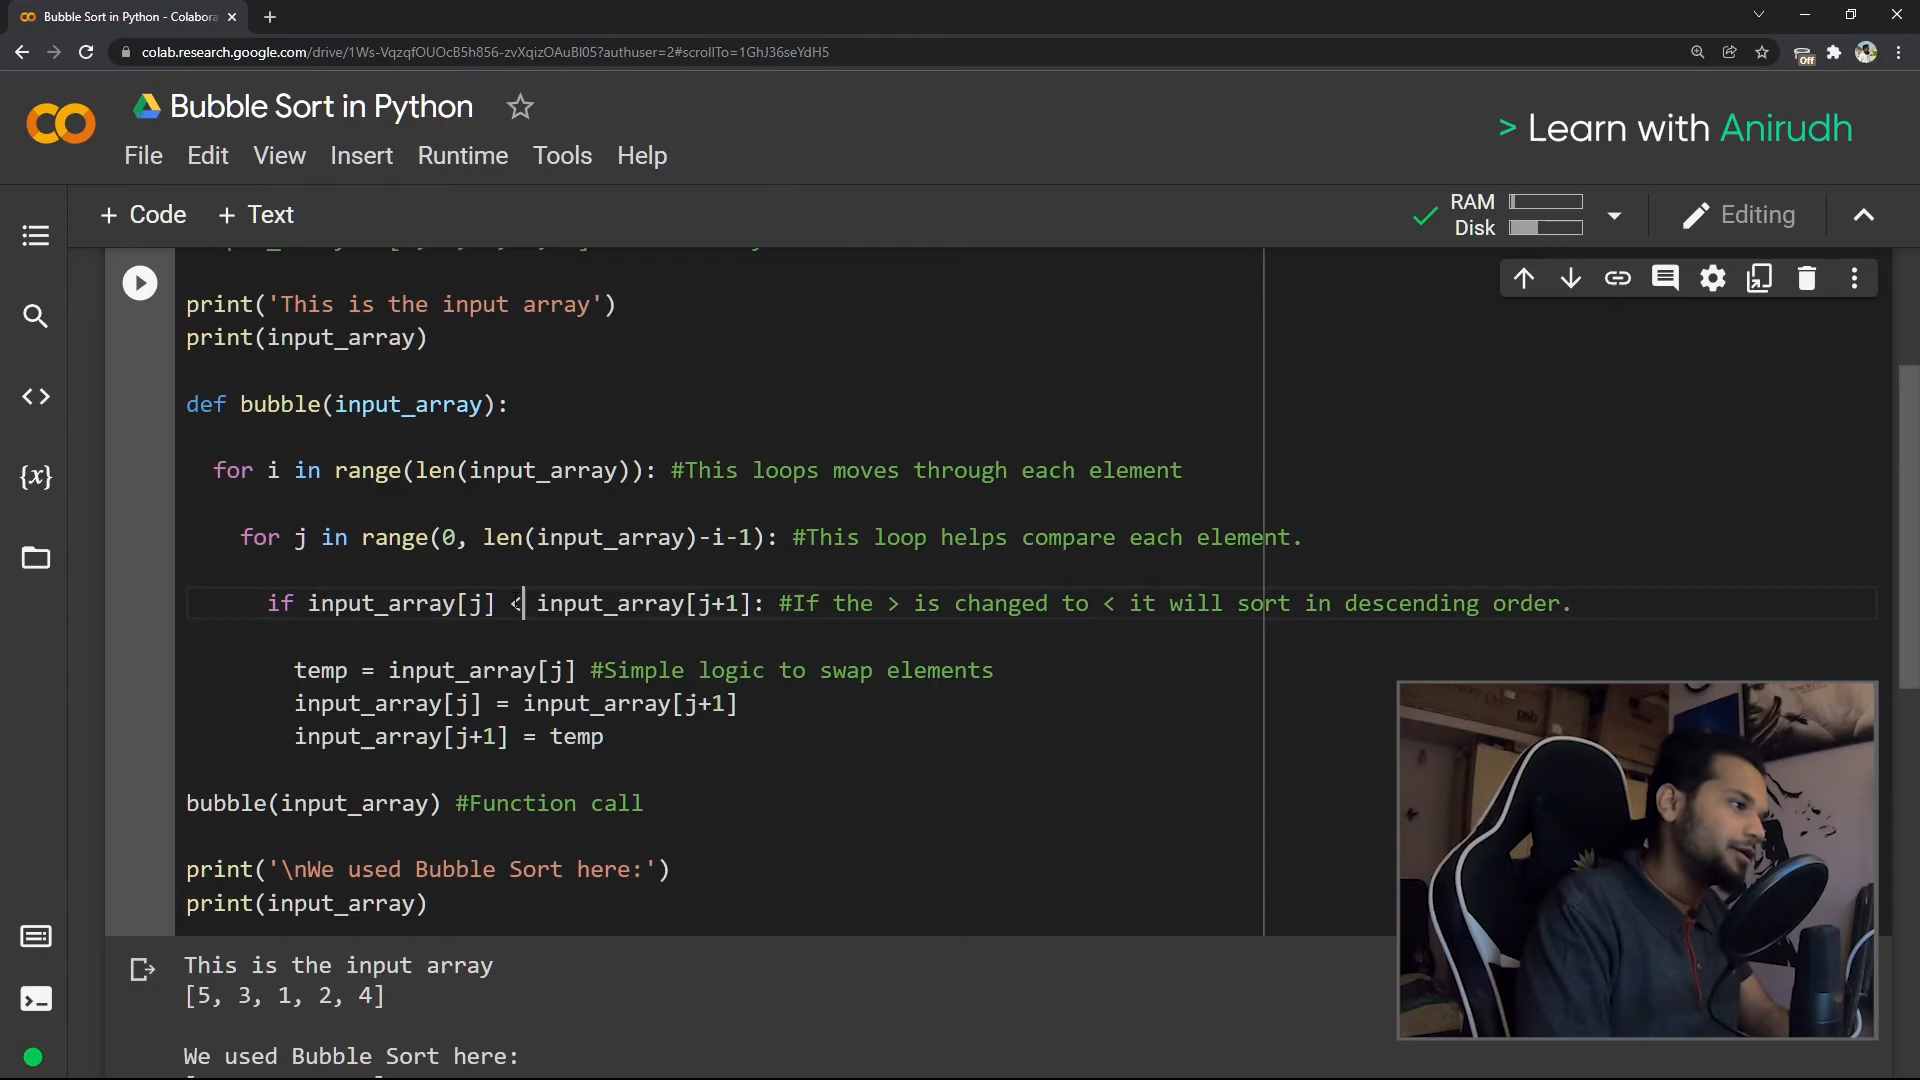 Bubble Sort in Python - Colabora
colab.research.google.com/drive/1Ws-VqzqfOUOcB5h856-zvXqizOAuBl05?authuser=2#scrollTo=1GhJ36seYdH5
Off
Bubble Sort in Python
> Learn with Anirudh
File Edit View Insert Runtime Tools Help
+ Code + Text
RAM
Disk
Editing
print('This is the input array')
print(input_array)
def bubble(input_array):
for i in range(len(input_array)): #This loops moves through each element
for j in range(0, len(input_array)-i-1): #This loop helps compare each element.
if input_array[j] < input_array[j+1]: #If the > is changed to < it will sort in descending order.
temp = input_array[j] #Simple logic to swap elements
input_array[j] = input_array[j+1]
input_array[j+1] = temp
bubble(input_array) #Function call
print('\nWe used Bubble Sort here:')
print(input_array)
This is the input array
[5, 3, 1, 2, 4]
We used Bubble Sort here: